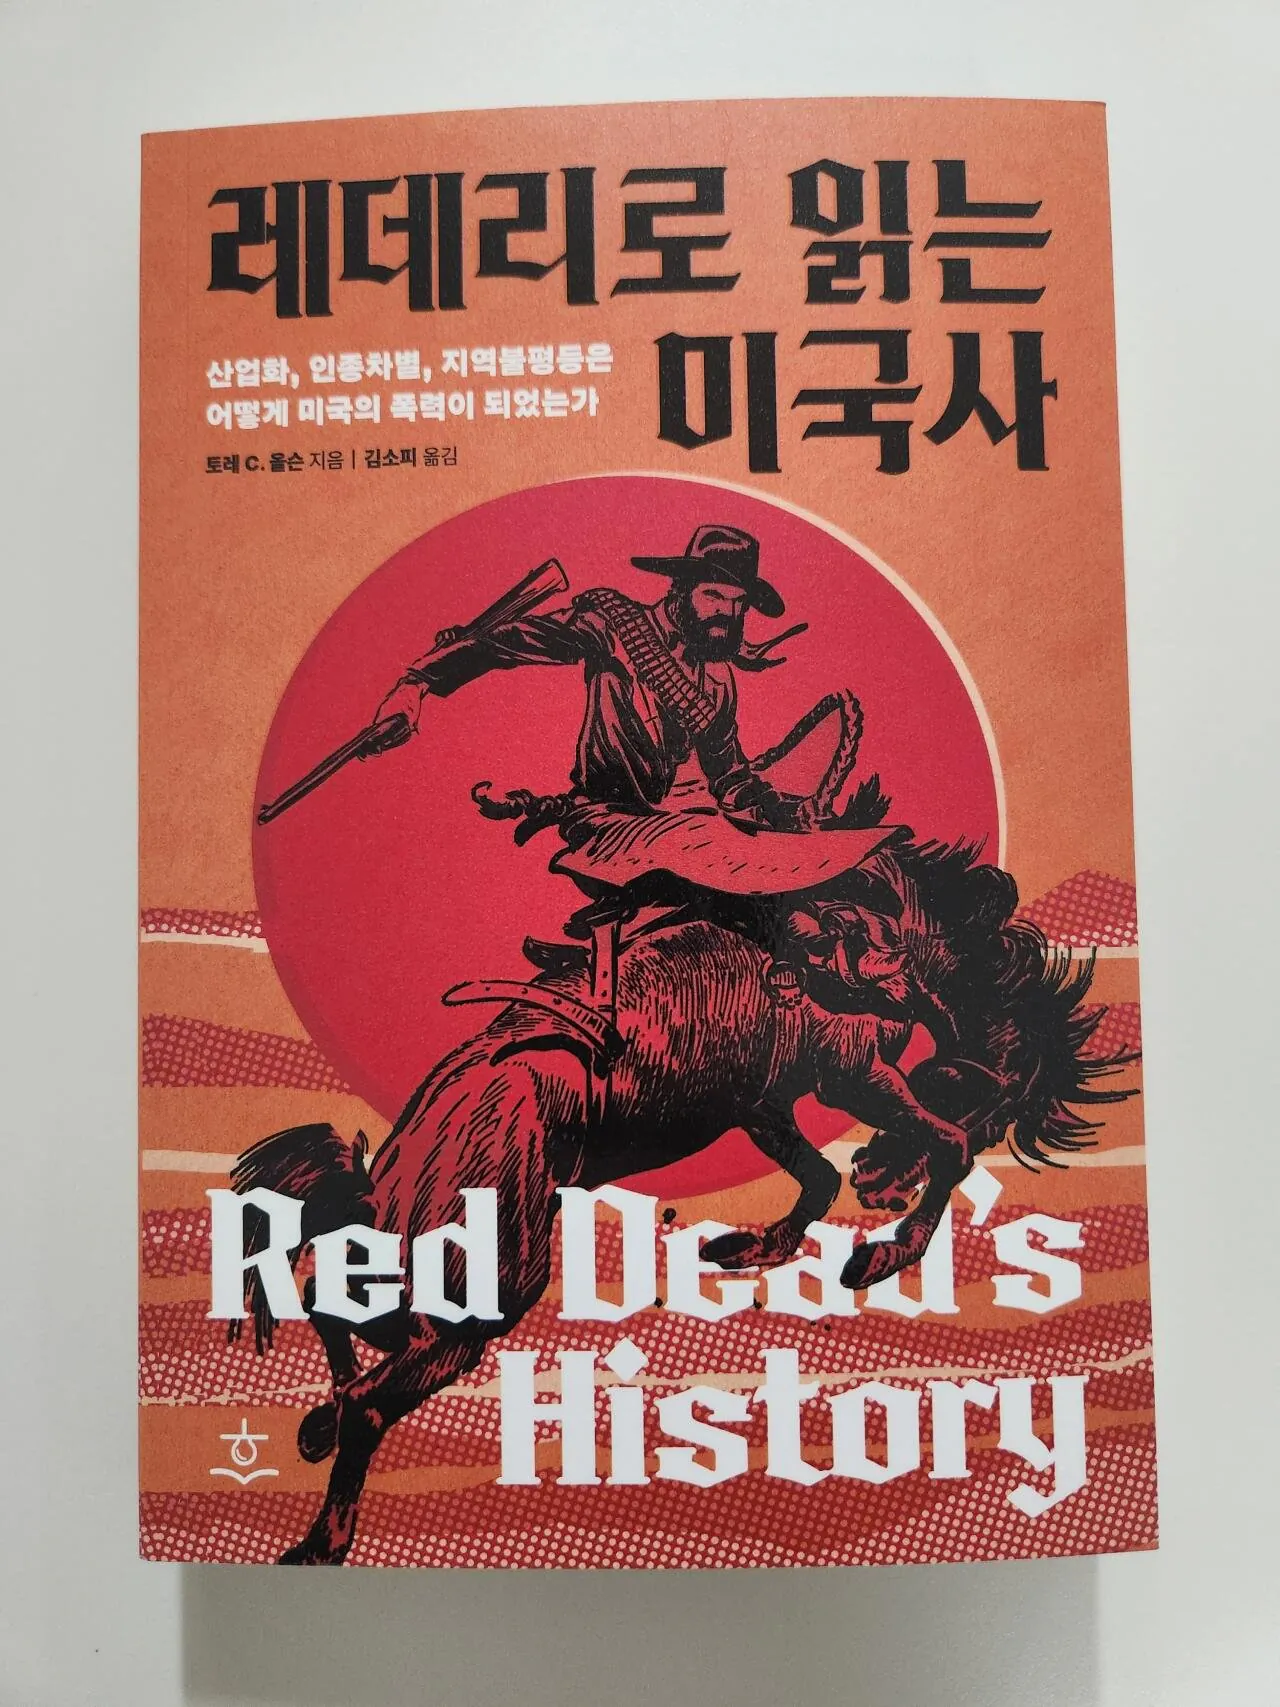 레데리로 읽는
미국사
산업화, 인종차별, 지역불평등은
어떻게 미국의 폭력이 되었는가
토레 C. 올슨 지음 | 김소피 옮김
Red Dead's
History